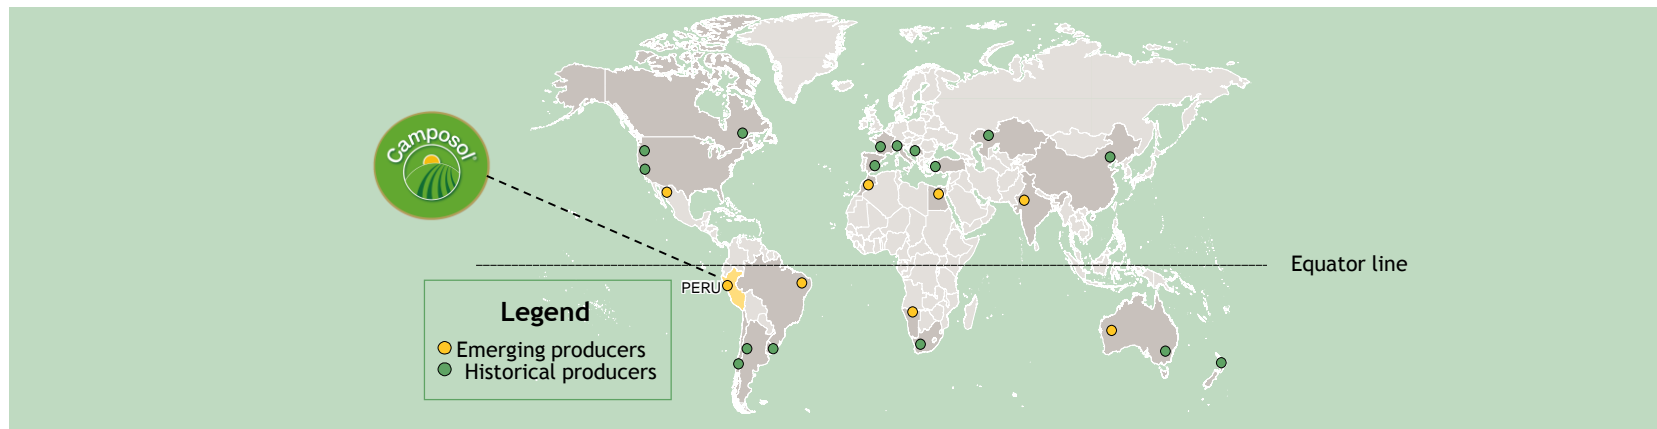 Camposol
Equator line
PERU
Legend
Emerging producers
Historical producers